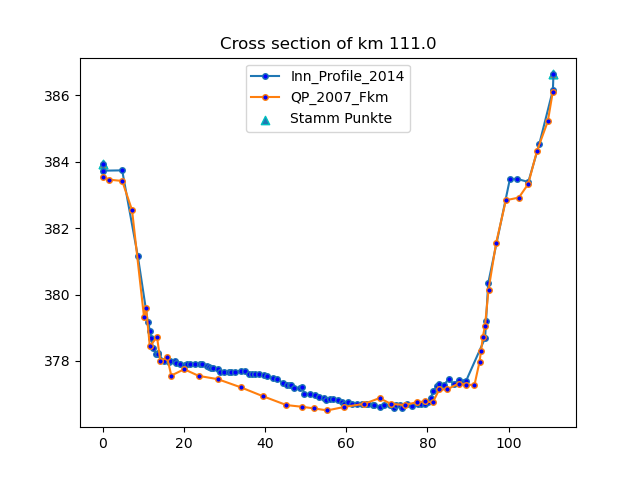 Cross section of km 111.0
Inn_Profile_2014
QP_2007_Fkm
Stamm Punkte
386
384
382
380
378
0 20 40 60 80 100